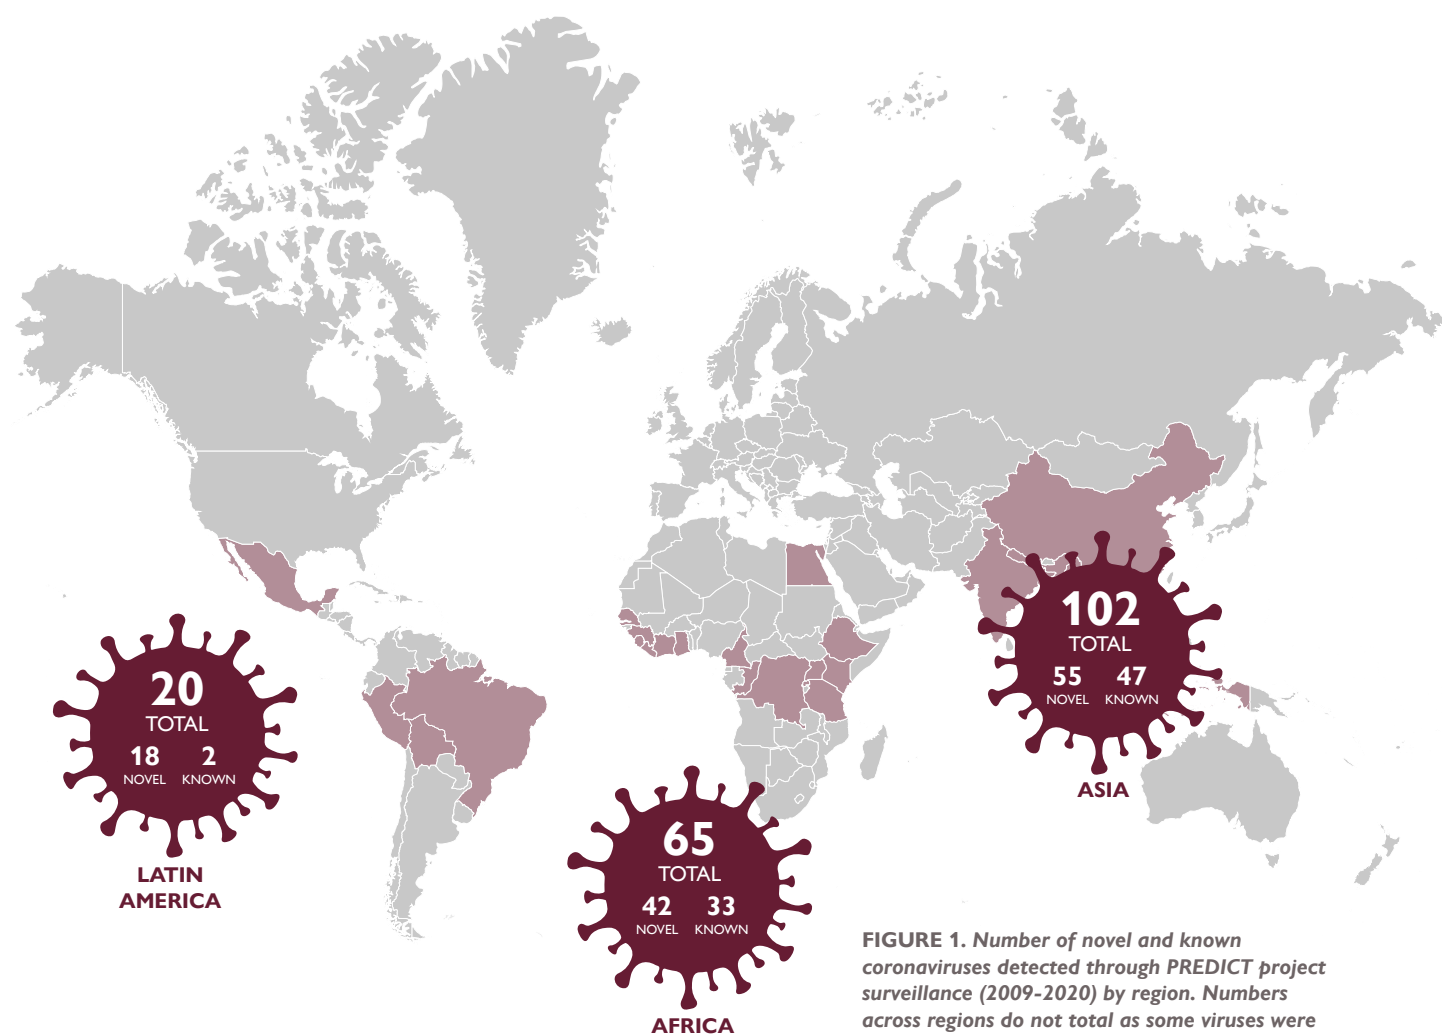 20
TOTAL
18 2
NOVEL KNOWN
LATIN
AMERICA
65
TOTAL
42 33
NOVEL KNOWN
AFRICA
102
TOTAL
55 47
NOVEL KNOWN
ASIA
FIGURE 1. Number of novel and known
coronaviruses detected through PREDICT project
surveillance (2009-2020) by region. Numbers
across regions do not total as some viruses were